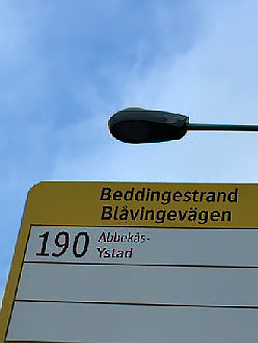 Beddingestrand
Blåvingevägen
190 Abbekås-
Ystad